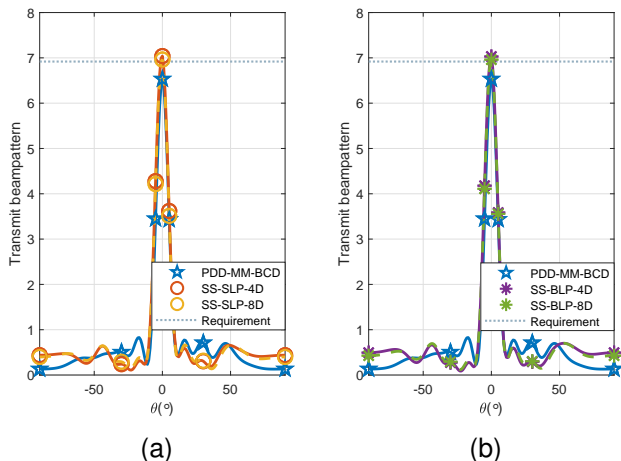 8
7
6
5
4
3
2
1
0
Transmit beampattern
-50 0 50
θ(°)
PDD-MM-BCD
SS-SLP-4D
SS-SLP-8D
Requirement
(a)
8
7
6
5
4
3
2
1
0
Transmit beampattern
-50 0 50
θ(°)
PDD-MM-BCD
SS-BLP-4D
SS-BLP-8D
Requirement
(b)